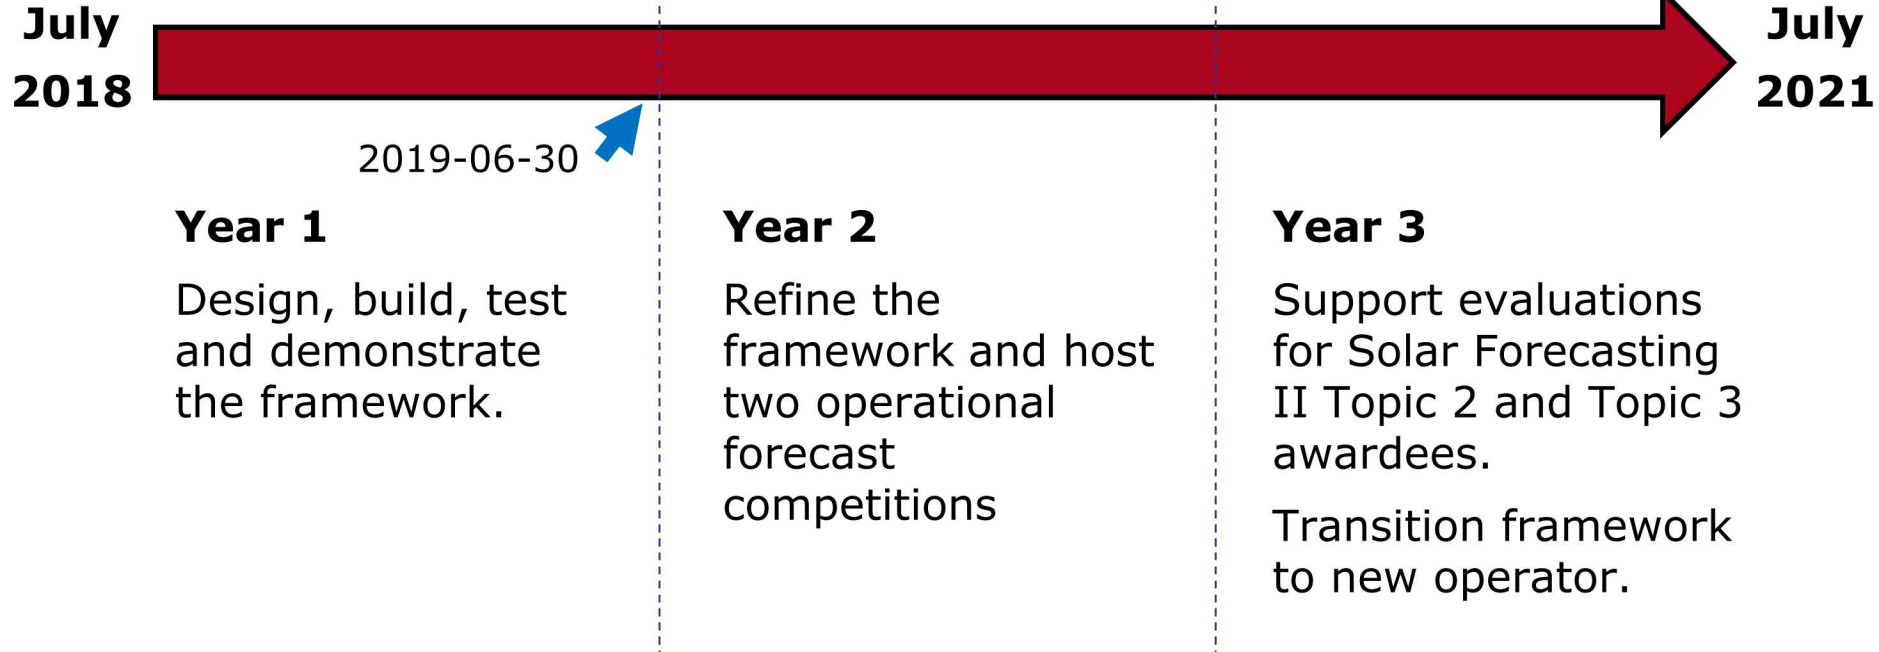 July
2018
July
2021
2019-06-30
Year 1
Design, build, test
and demonstrate
the framework.
Year 2
Refine the
framework and host
two operational
forecast
competitions
Year 3
Support evaluations
for Solar Forecasting
II Topic 2 and Topic 3
awardees.
Transition framework
to new operator.